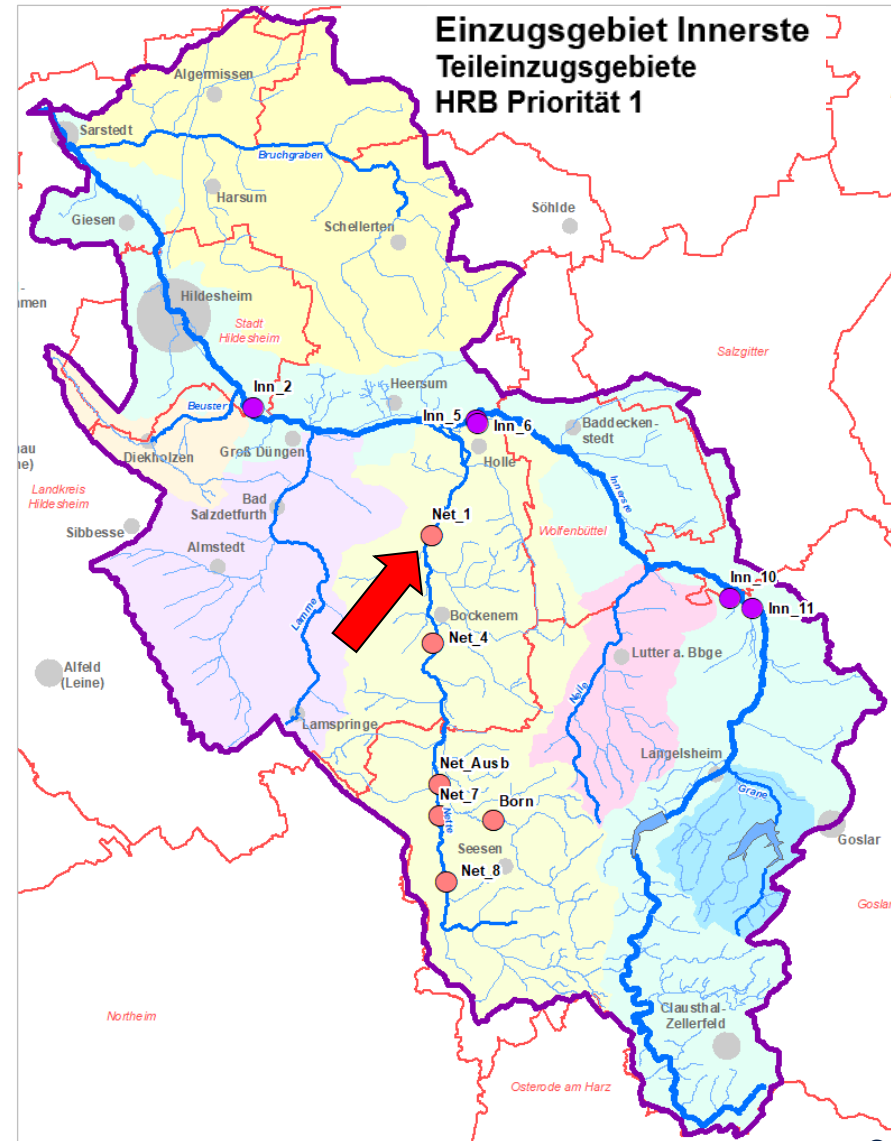 Einzugsgebiet Innerste
Teileinzugsgebiete
HRB Priorität 1
Algermissen
Sarstedt
Bruchgraben
Harsum
Söhlde
Giesen
Schellerten
Hildesheim
men
Stadt
Hildesheim
Salzgitter
Inn_2
Heersum
Beuster
Inn_5
Inn_6
Baddecken-
stedt
Groß Düngen
Diekholzen
Holle
Innerste
Landkreis
Hildesheim
Bad
Salzdetfurth
Net_1
Sibbesse
Wolfenbüttel
Almstedt
Inn_10
Inn_11
Lamme
Bockenem
Net_4
Lutter a. Bbge
Alfeld
(Leine)
Neile
Lamspringe
Langelsheim
Net_Ausb
Grane
Net_7
Born
Nette
Goslar
Seesen
Net_8
Goslar
Northeim
Clausthal-
Zellerfeld
Osterode am Harz